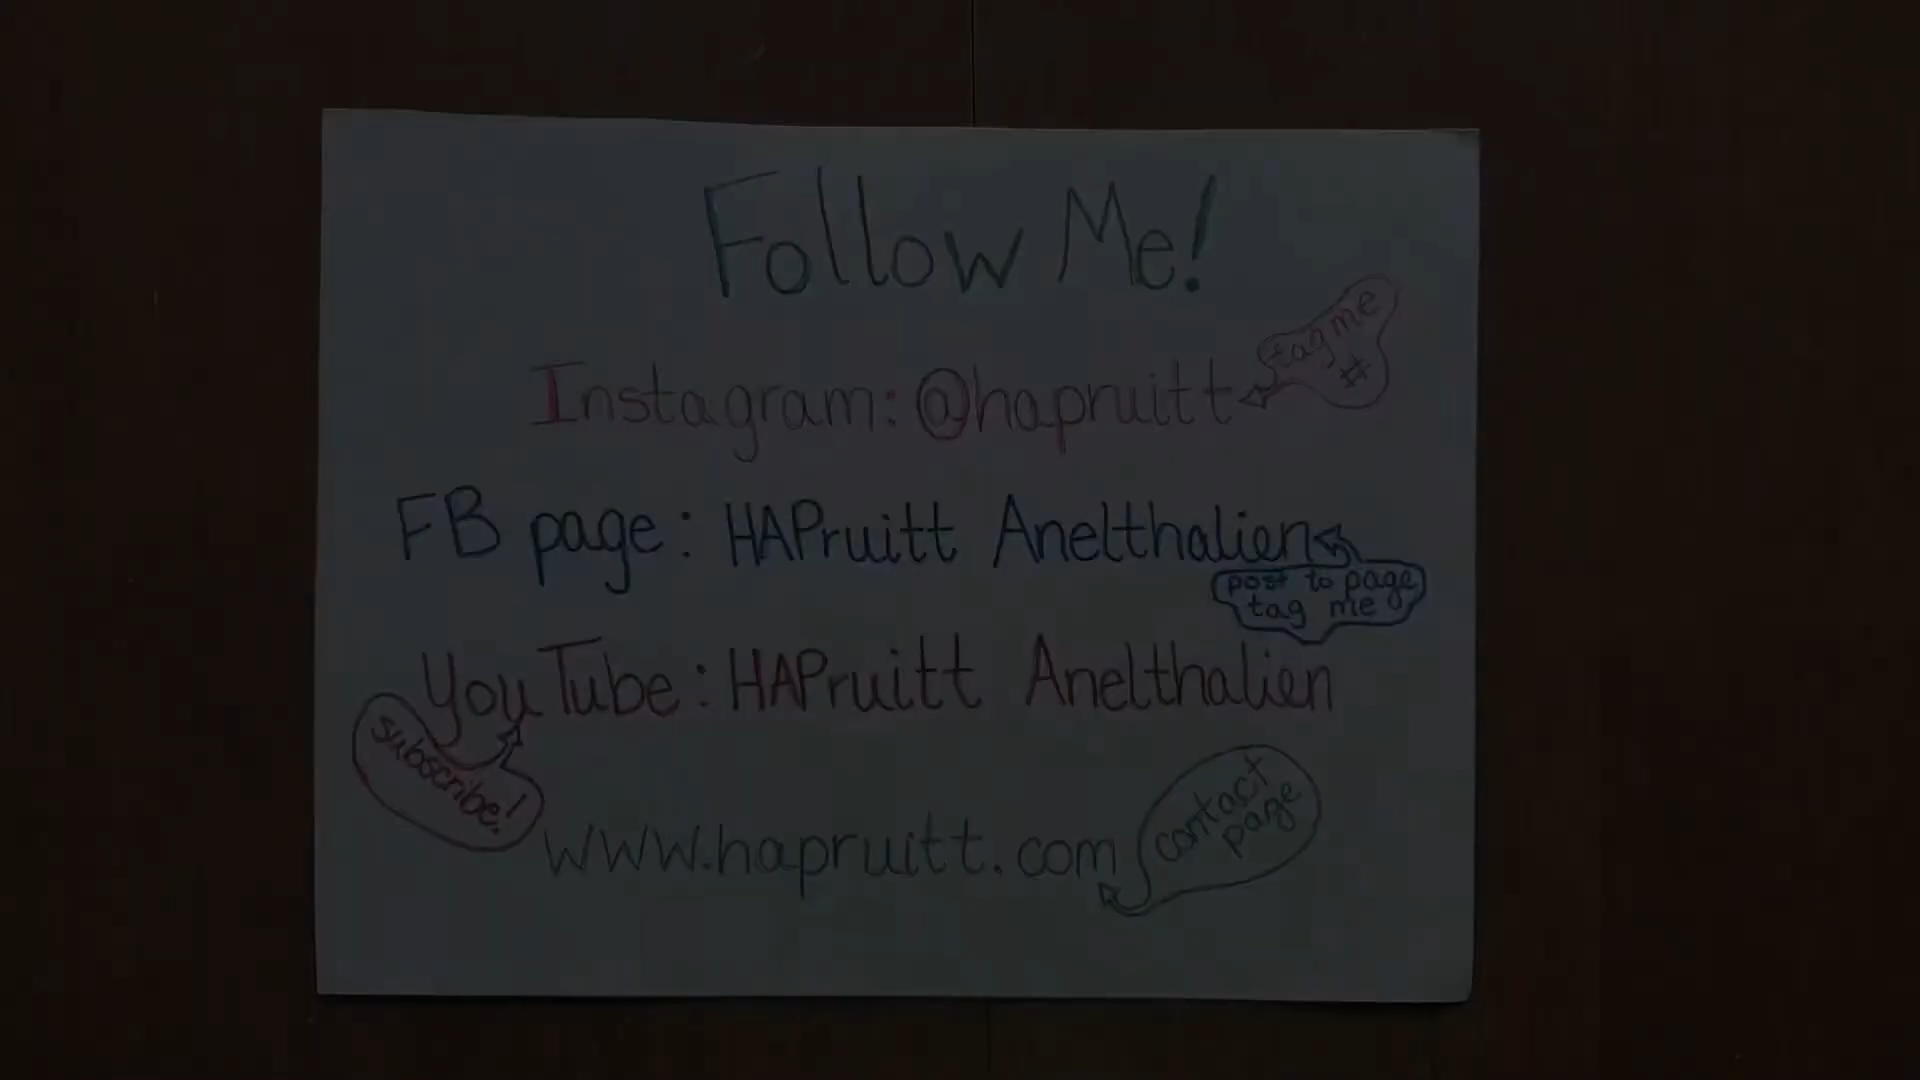 Follow Me!
tag me
#
Instagram: @hapruitt
FB page: HAPruitt Anelthalien
post to page
tag me
YouTube: HAPruitt Anelthalien
subscribe!
www.hapruitt.com
contact
page